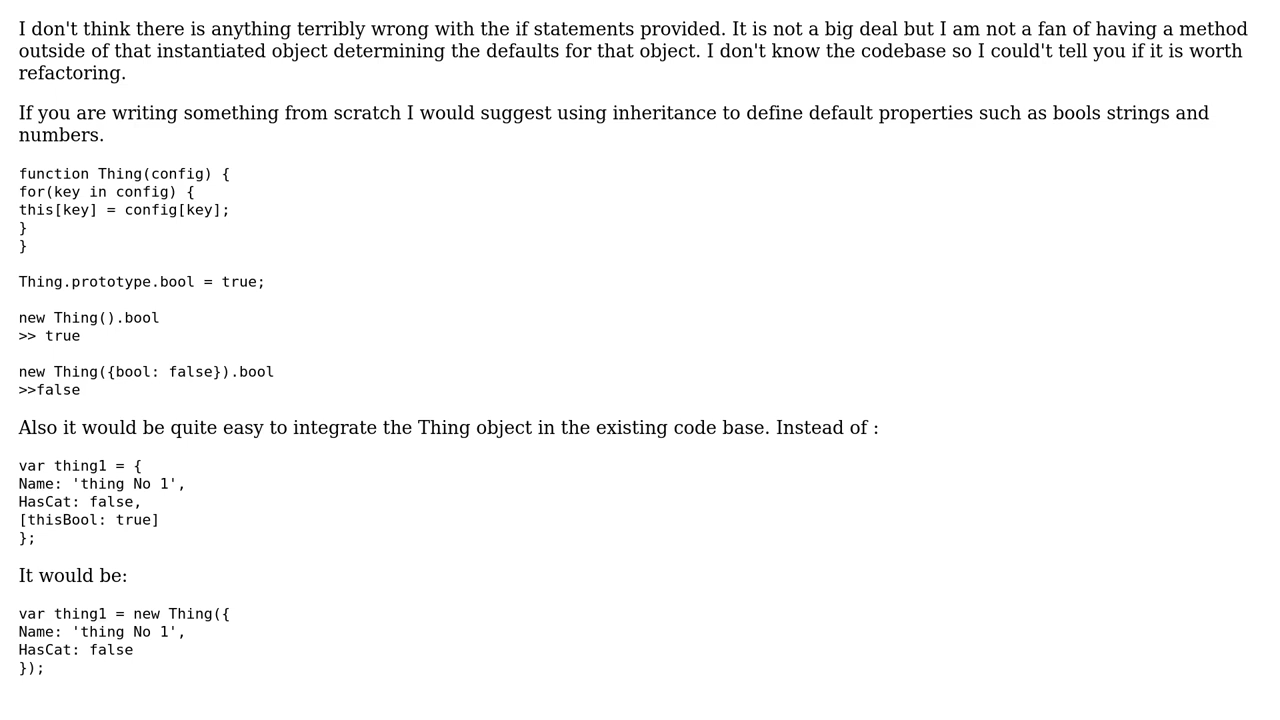 I don't think there is anything terribly wrong with the if statements provided. It is not a big deal but I am not a fan of having a method
outside of that instantiated object determining the defaults for that object. I don't know the codebase so I could't tell you if it is worth
refactoring.
If you are writing something from scratch I would suggest using inheritance to define default properties such as bools strings and
numbers.
function Thing(config) {
for(key in config) {
this[key] = config[key];
}
}
Thing.prototype.bool = true;
new Thing().bool
>> true
new Thing({bool: false}).bool
>>false
Also it would be quite easy to integrate the Thing object in the existing code base. Instead of :
var thing1 = {
Name: 'thing No 1',
HasCat: false,
[thisBool: true]
};
It would be:
var thing1 = new Thing({
Name: 'thing No 1',
HasCat: false
});